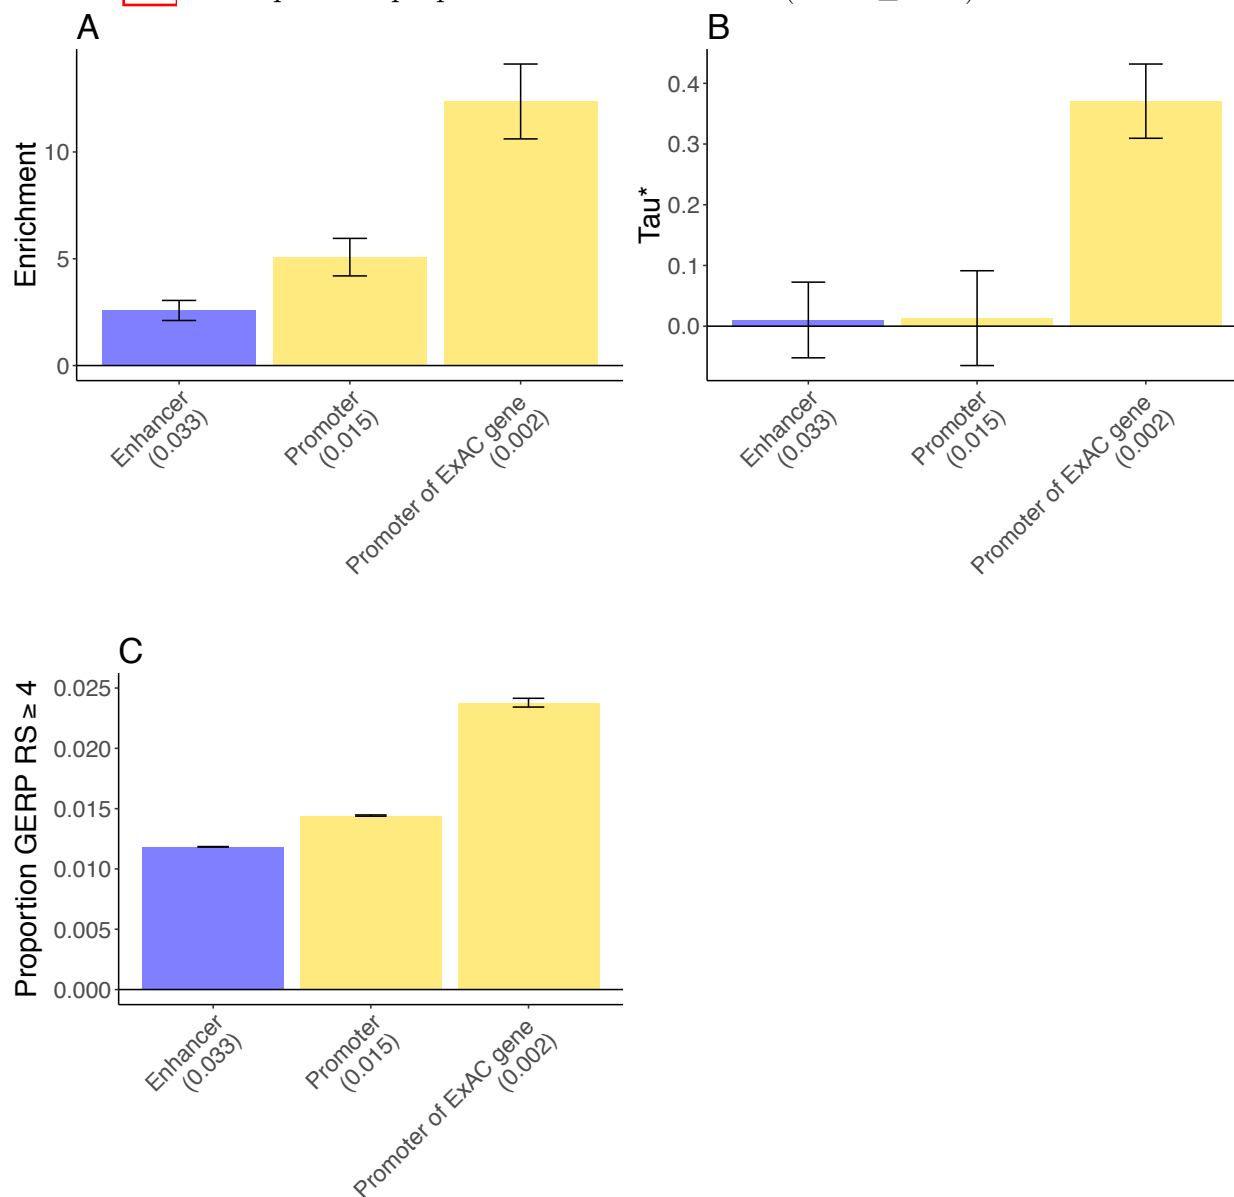 A
Enrichment
10
5
0
Enhancer
(0.033)
Promoter
(0.015)
Promoter of ExAC gene
(0.002)
B
Tau*
0.4
0.3
0.2
0.1
0.0
Enhancer
(0.033)
Promoter
(0.015)
Promoter of ExAC gene
(0.002)
C
Proportion GERP RS ≥ 4
0.025
0.020
0.015
0.010
0.005
0.000
Enhancer
(0.033)
Promoter
(0.015)
Promoter of ExAC gene
(0.002)